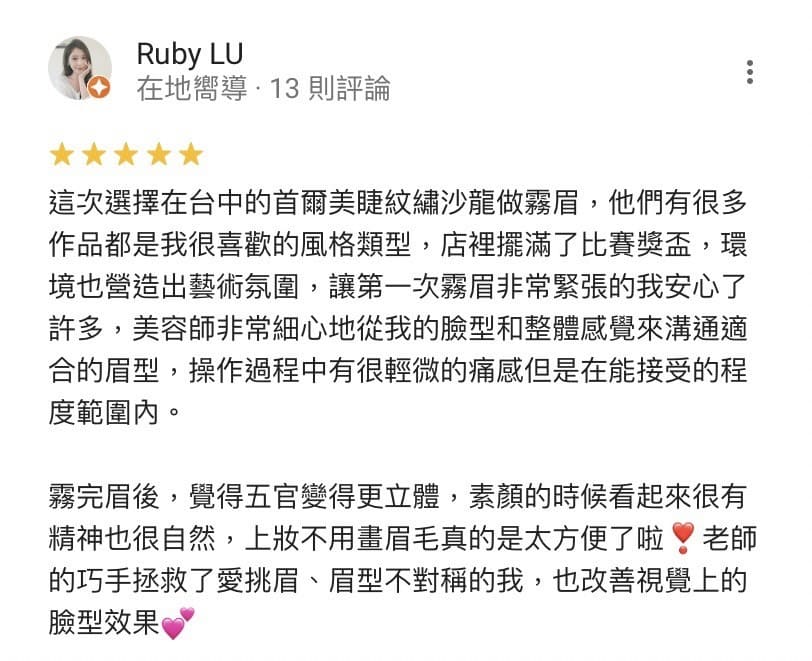 Ruby LU
在地嚮導 · 13 則評論
這次選擇在台中的首爾美睫紋繡沙龍做霧眉，他們有很多
作品都是我很喜歡的風格類型，店裡擺滿了比賽獎盃，環
境也營造出藝術氛圍，讓第一次霧眉非常緊張的我安心了
許多，美容師非常細心地從我的臉型和整體感覺來溝通適
合的眉型，操作過程中有很輕微的痛感但是在能接受的程
度範圍內。
霧完眉後，覺得五官變得更立體，素顏的時候看起來很有
精神也很自然，上妝不用畫眉毛真的是太方便了啦❣️老師
的巧手拯救了愛挑眉、眉型不對稱的我，也改善視覺上的
臉型效果💕